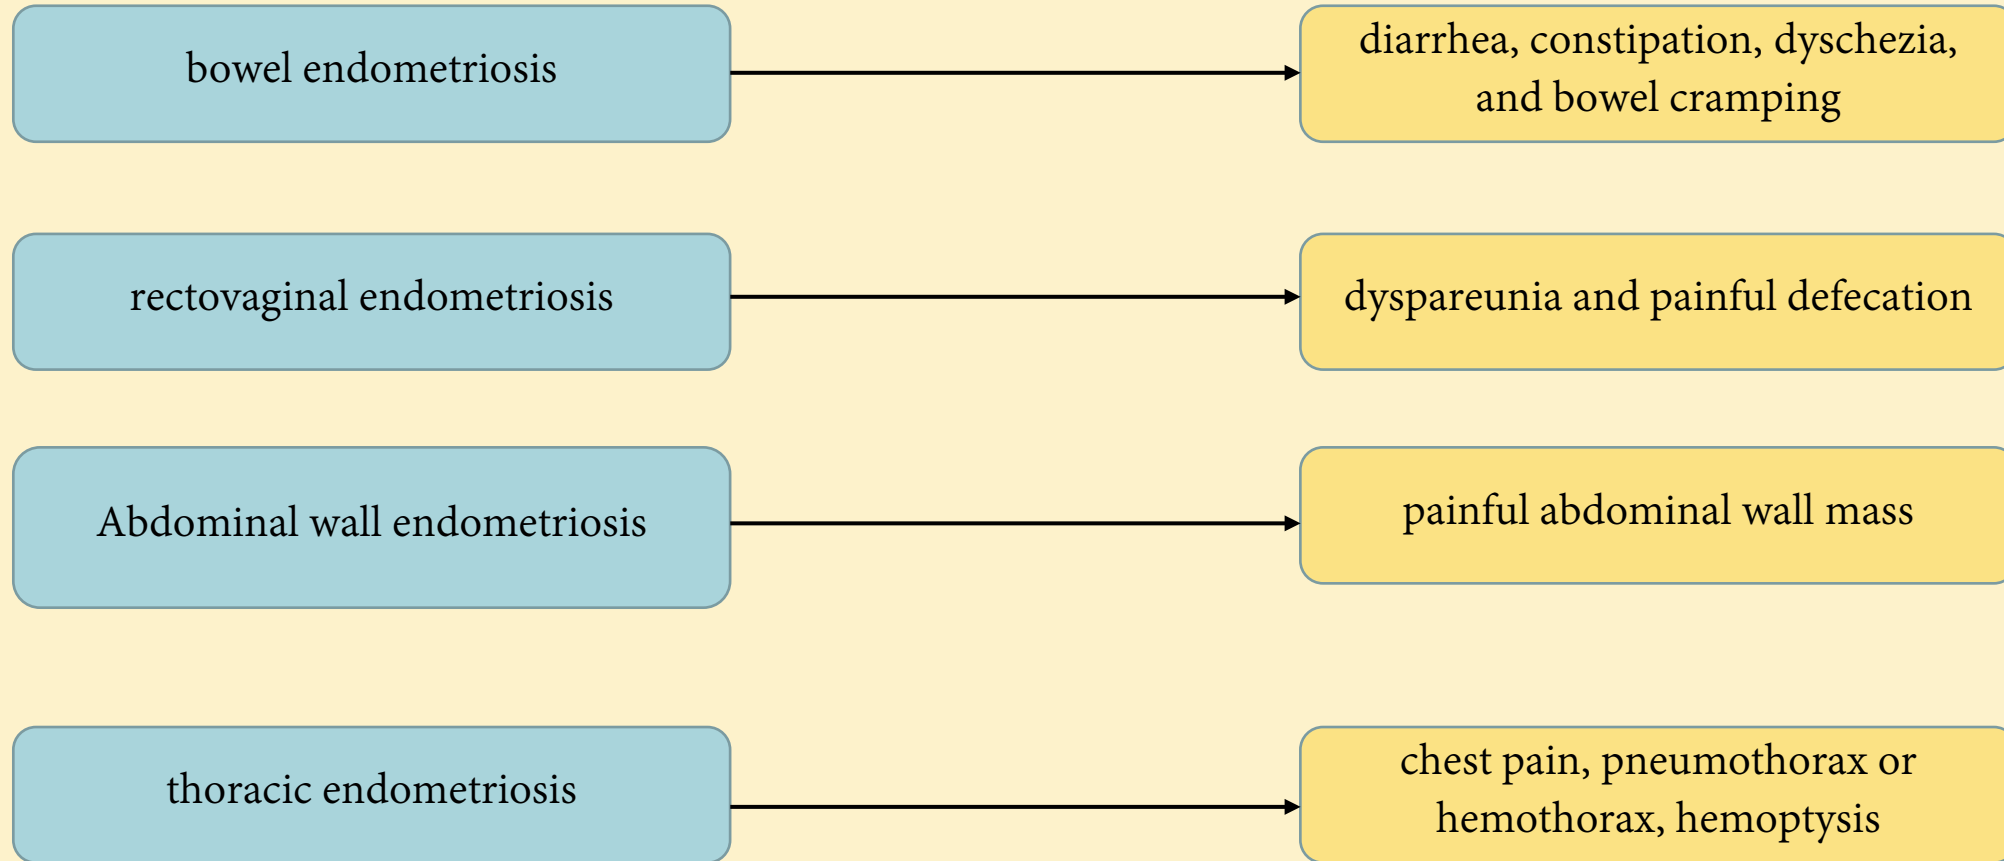 bowel endometriosis
diarrhea, constipation, dyschezia,
and bowel cramping
rectovaginal endometriosis
dyspareunia and painful defecation
Abdominal wall endometriosis
painful abdominal wall mass
thoracic endometriosis
chest pain, pneumothorax or
hemothorax, hemoptysis